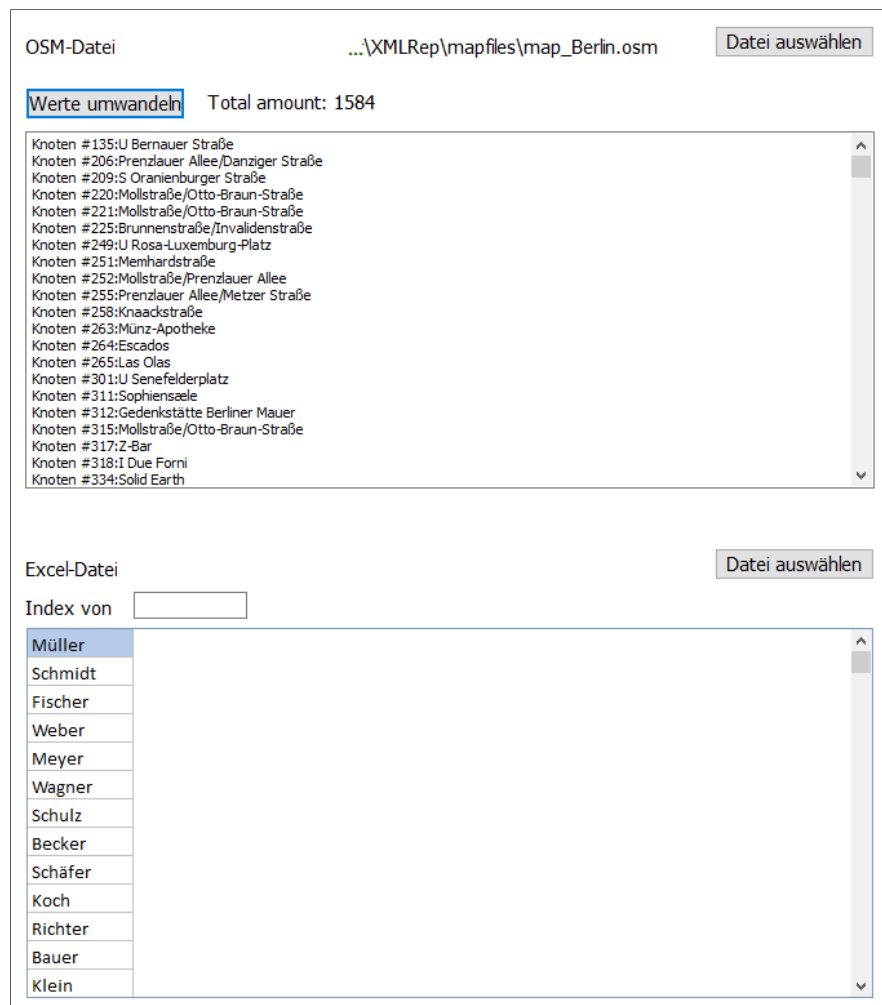 OSM-Datei ...:\XMLRep\mapfiles\map_Berlin.osm Datei auswählen
Werte umwandeln Total amount: 1584
Knoten #135:U Bernauer Straße
Knoten #206:Prenzlauer Allee/Danziger Straße
Knoten #209:S Oranienburger Straße
Knoten #220:Mollstraße/Otto-Braun-Straße
Knoten #221:Mollstraße/Otto-Braun-Straße
Knoten #225:Brunnenstraße/Invalidenstraße
Knoten #249:U Rosa-Luxemburg-Platz
Knoten #251:Memhardstraße
Knoten #252:Mollstraße/Prenzlauer Allee
Knoten #255:Prenzlauer Allee/Metzer Straße
Knoten #258:Knaackstraße
Knoten #263:Münz-Apotheke
Knoten #264:Escados
Knoten #265:Las Olas
Knoten #301:U Senefelderplatz
Knoten #311:Sophiensæle
Knoten #312:Gedenkstätte Berliner Mauer
Knoten #315:Mollstraße/Otto-Braun-Straße
Knoten #317:Z-Bar
Knoten #318:I Due Forni
Knoten #334:Solid Earth
Excel-Datei Datei auswählen
Index von
Müller
Schmidt
Fischer
Weber
Meyer
Wagner
Schulz
Becker
Schäfer
Koch
Richter
Bauer
Klein